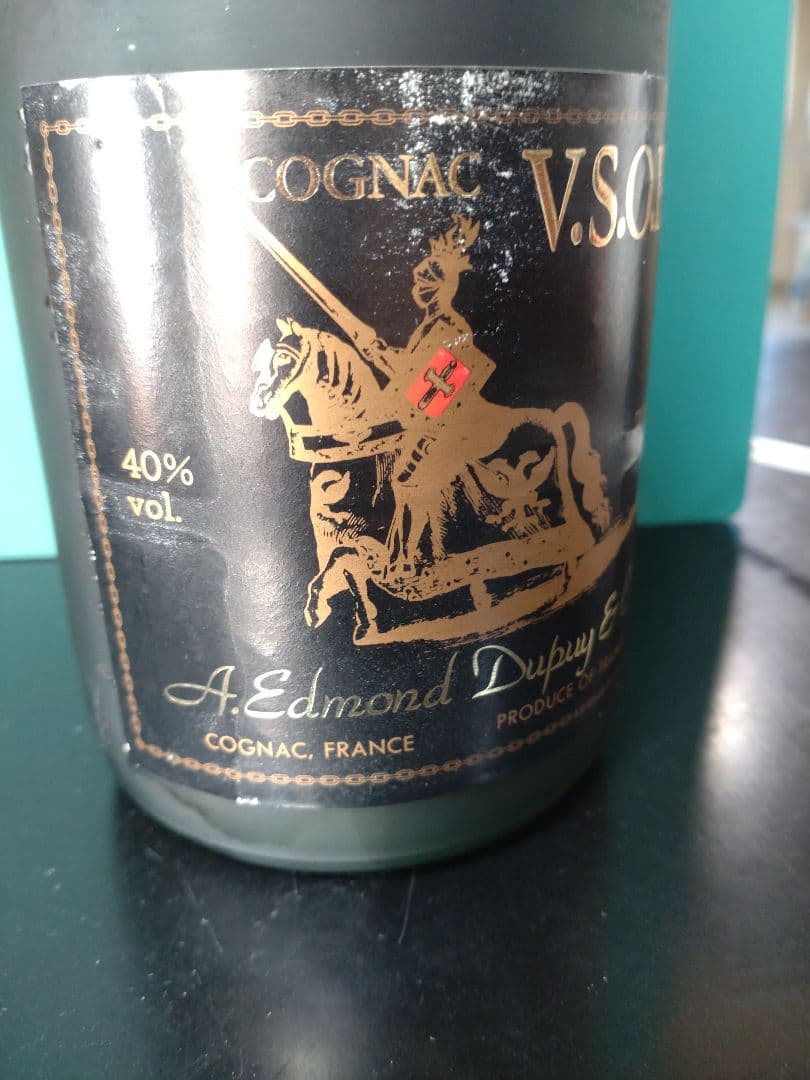 COGNAC V.S.O.
40%
vol.
A.Edmond Dupuy &
COGNAC, FRANCE PRODUCE OF